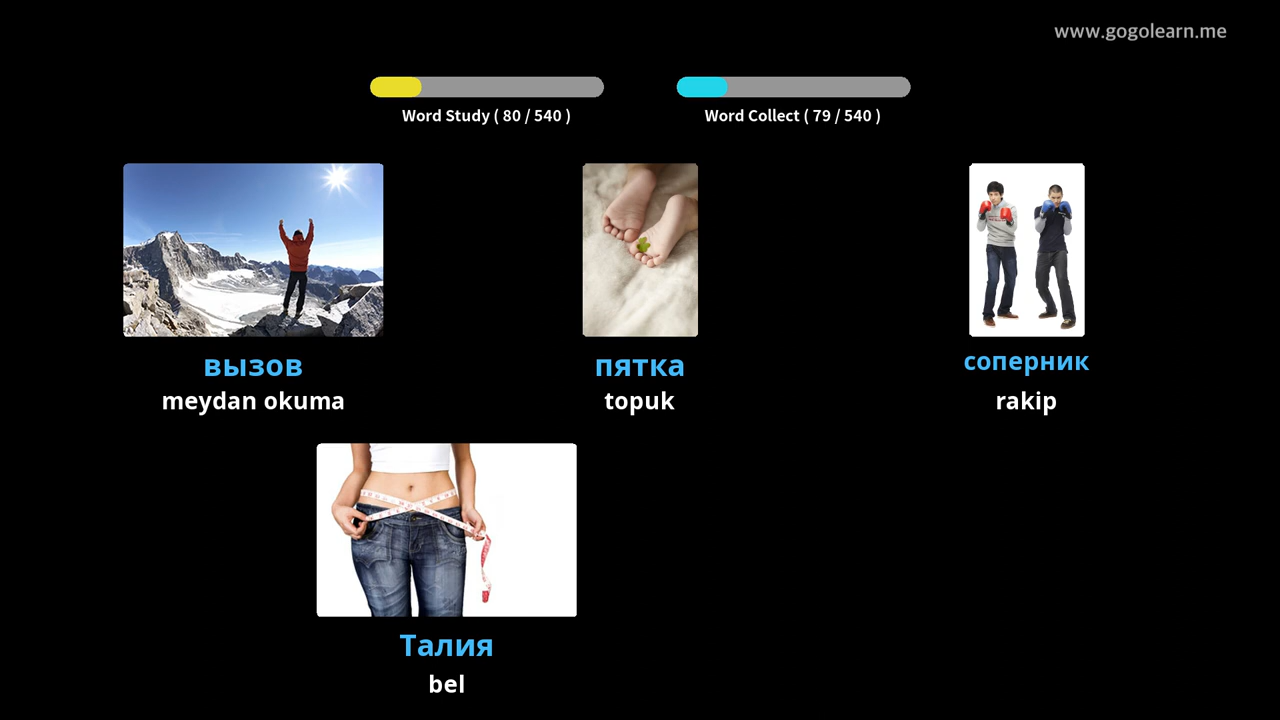 www.gogolearn.me
Word Study ( 80 / 540 )
Word Collect ( 79 / 540 )
вызов
meydan okuma
пятка
topuk
соперник
rakip
Талия
bel